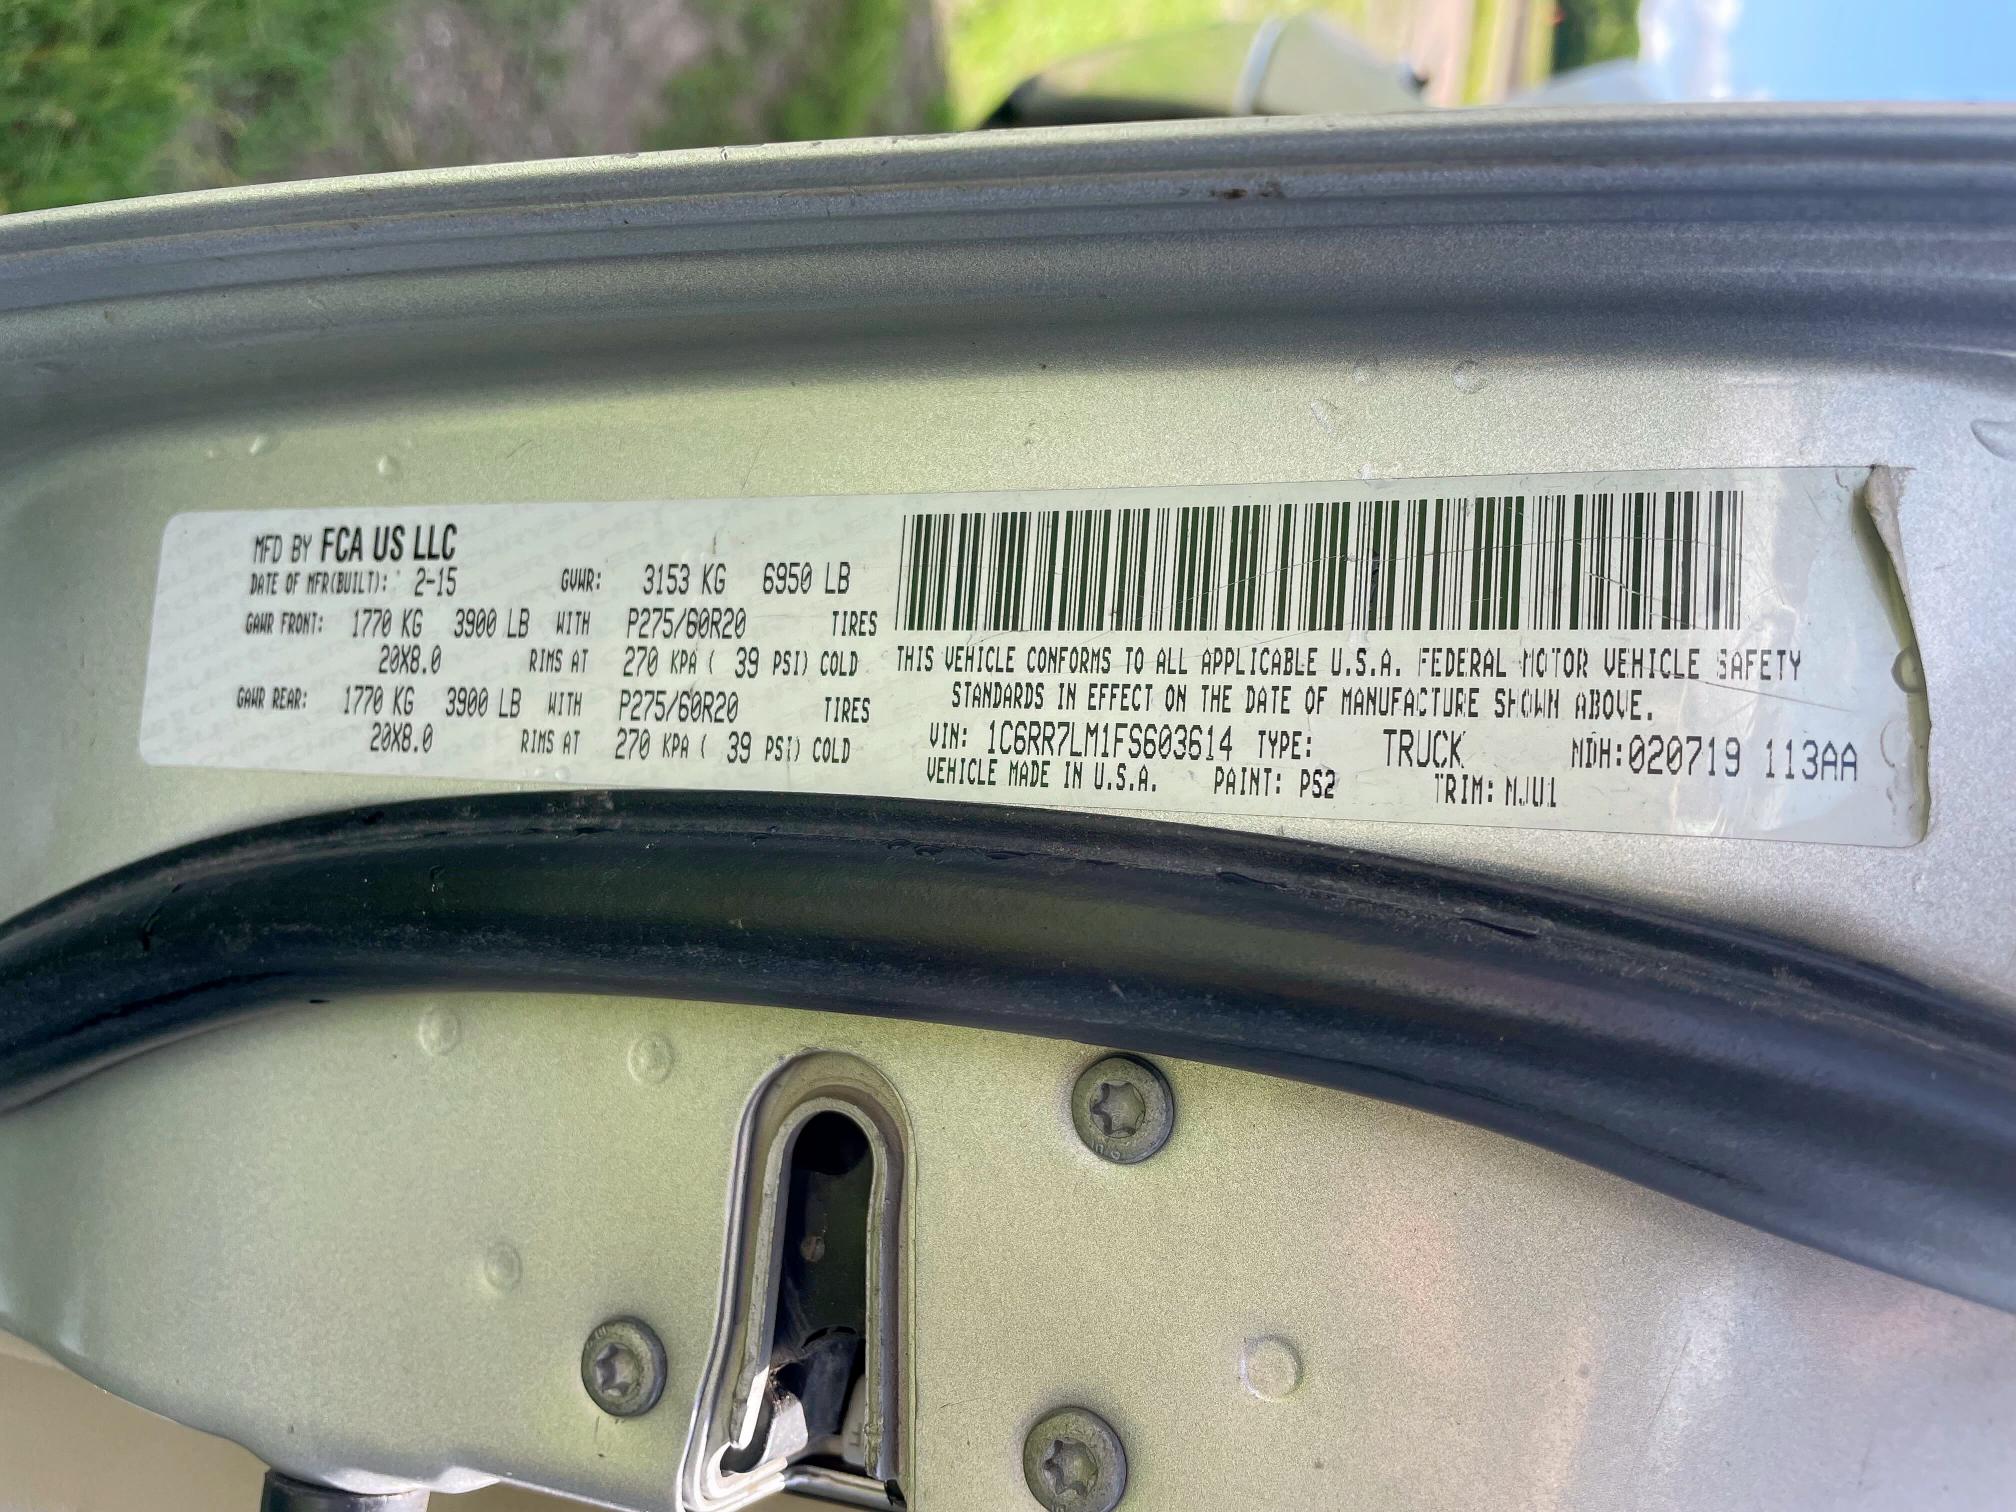 MFD BY FCA US LLC
DATE OF MFR(BUILT): 2-15 GVWR: 3153 KG 6950 LB
GAWR FRONT: 1770 KG 3900 LB WITH P275/60R20 TIRES
20X8.0 RIMS AT 270 KPA ( 39 PSI) COLD
GAWR REAR: 1770 KG 3900 LB WITH P275/60R20 TIRES
20X8.0 RIMS AT 270 KPA ( 39 PSI) COLD
THIS VEHICLE CONFORMS TO ALL APPLICABLE U.S.A. FEDERAL MOTOR VEHICLE SAFETY
STANDARDS IN EFFECT ON THE DATE OF MANUFACTURE SHOWN ABOVE.
VIN: 1C6RR7LM1FS603614 TYPE: TRUCK MDH:020719 113AA
VEHICLE MADE IN U.S.A. PAINT: PS2 TRIM: MJU1